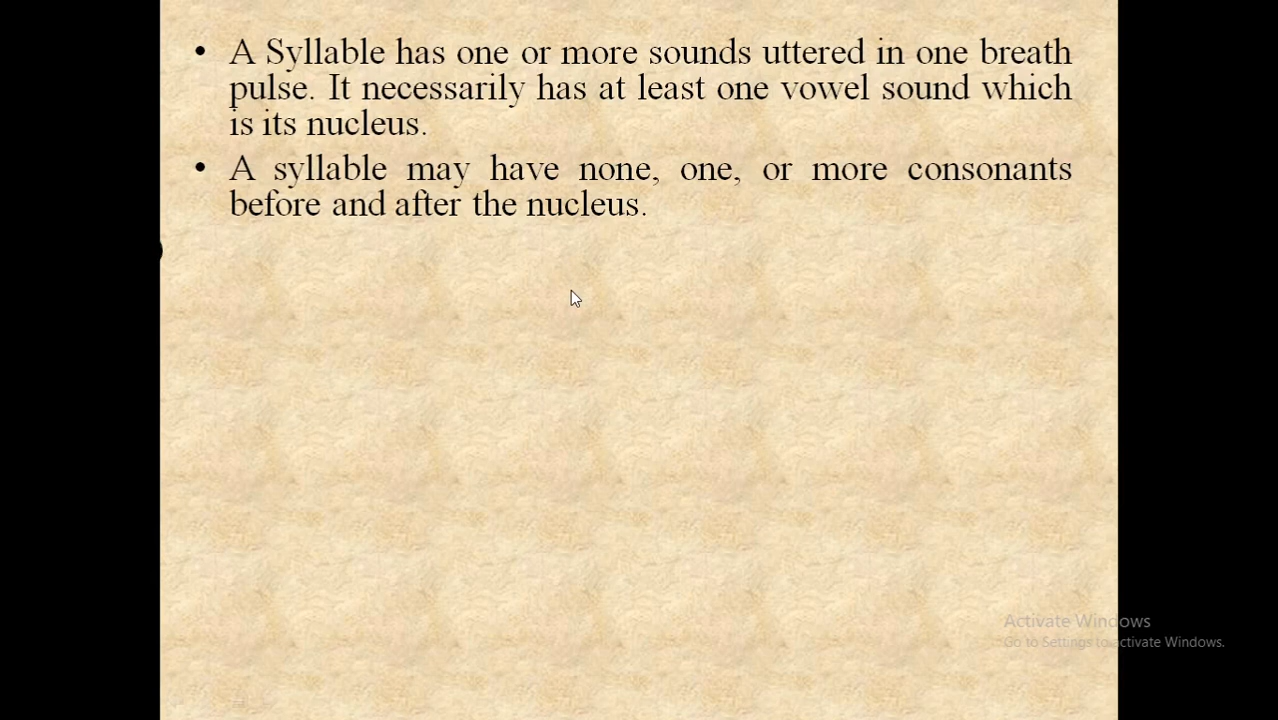 • A Syllable has one or more sounds uttered in one breath
pulse. It necessarily has at least one vowel sound which
is its nucleus.
• A syllable may have none, one, or more consonants
before and after the nucleus.
Activate Windows
Go to Settings to activate Windows.